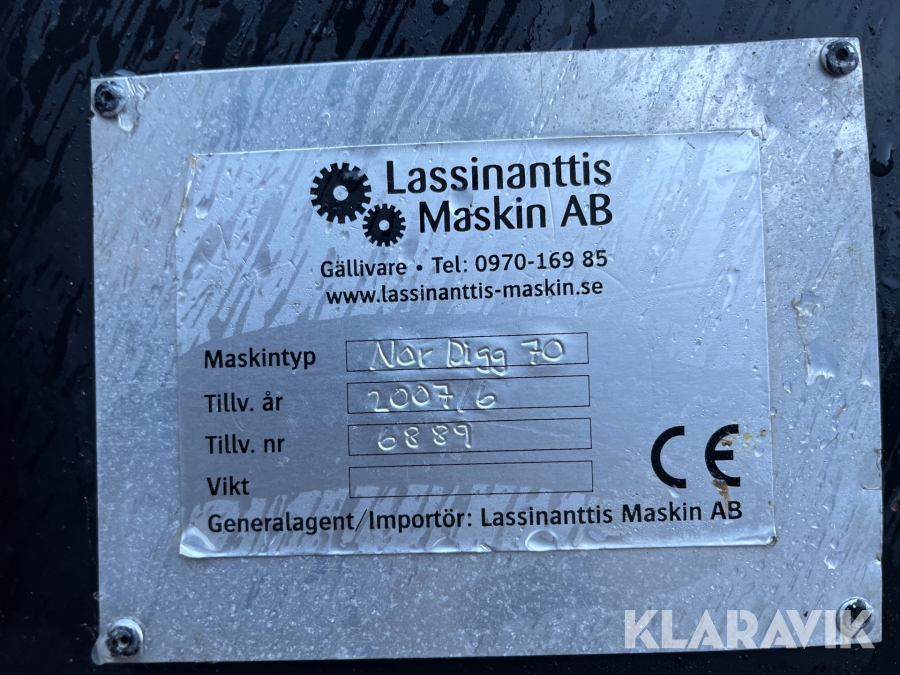 Lassinanttis
Maskin AB
Gällivare • Tel: 0970-169 85
www.lassinanttis-maskin.se
Maskintyp Nor Digg 70
Tillv. år 2007/6
Tillv. nr 6889
Vikt
CE
Generalagent/Importör: Lassinanttis Maskin AB
KLARAVIK